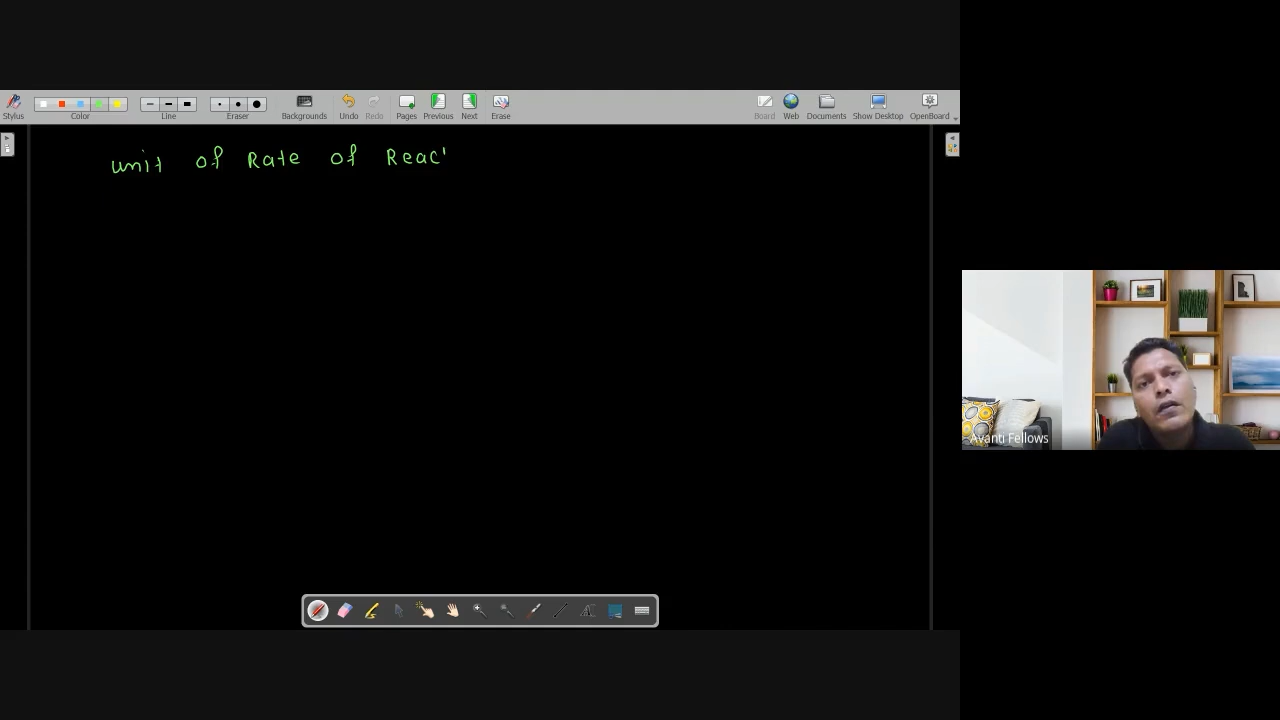 Stylus
Color
Line
Eraser
Backgrounds
Undo
Redo
Pages
Previous
Next
Erase
Board
Web
Documents
Show Desktop
OpenBoard
unit of Rate of Reac'
Avanti Fellows